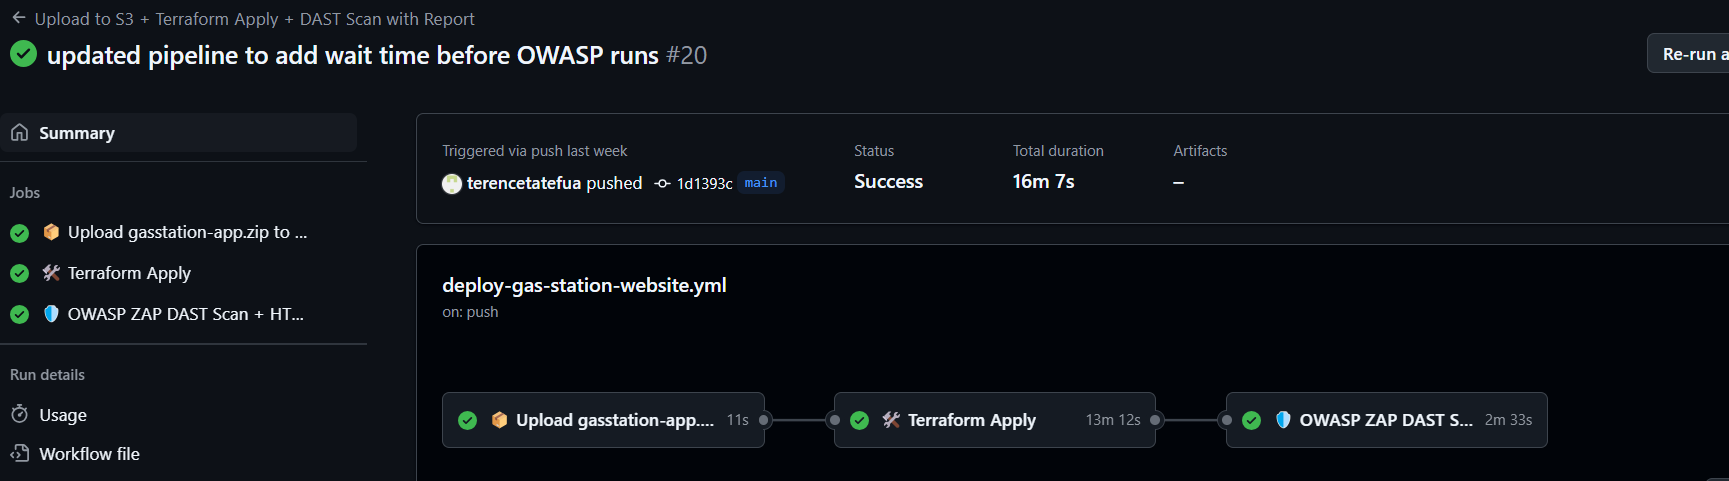 Upload to S3 + Terraform Apply + DAST Scan with Report
updated pipeline to add wait time before OWASP runs #20
Re-run a
Summary
Jobs
Upload gasstation-app.zip to ...
Terraform Apply
OWASP ZAP DAST Scan + HT...
Run details
Usage
Workflow file
Triggered via push last week
terencetatefua pushed 1d1393c main
Status
Success
Total duration
16m 7s
Artifacts
–
deploy-gas-station-website.yml
on: push
Upload gasstation-app.... 11s
Terraform Apply 13m 12s
OWASP ZAP DAST S... 2m 33s